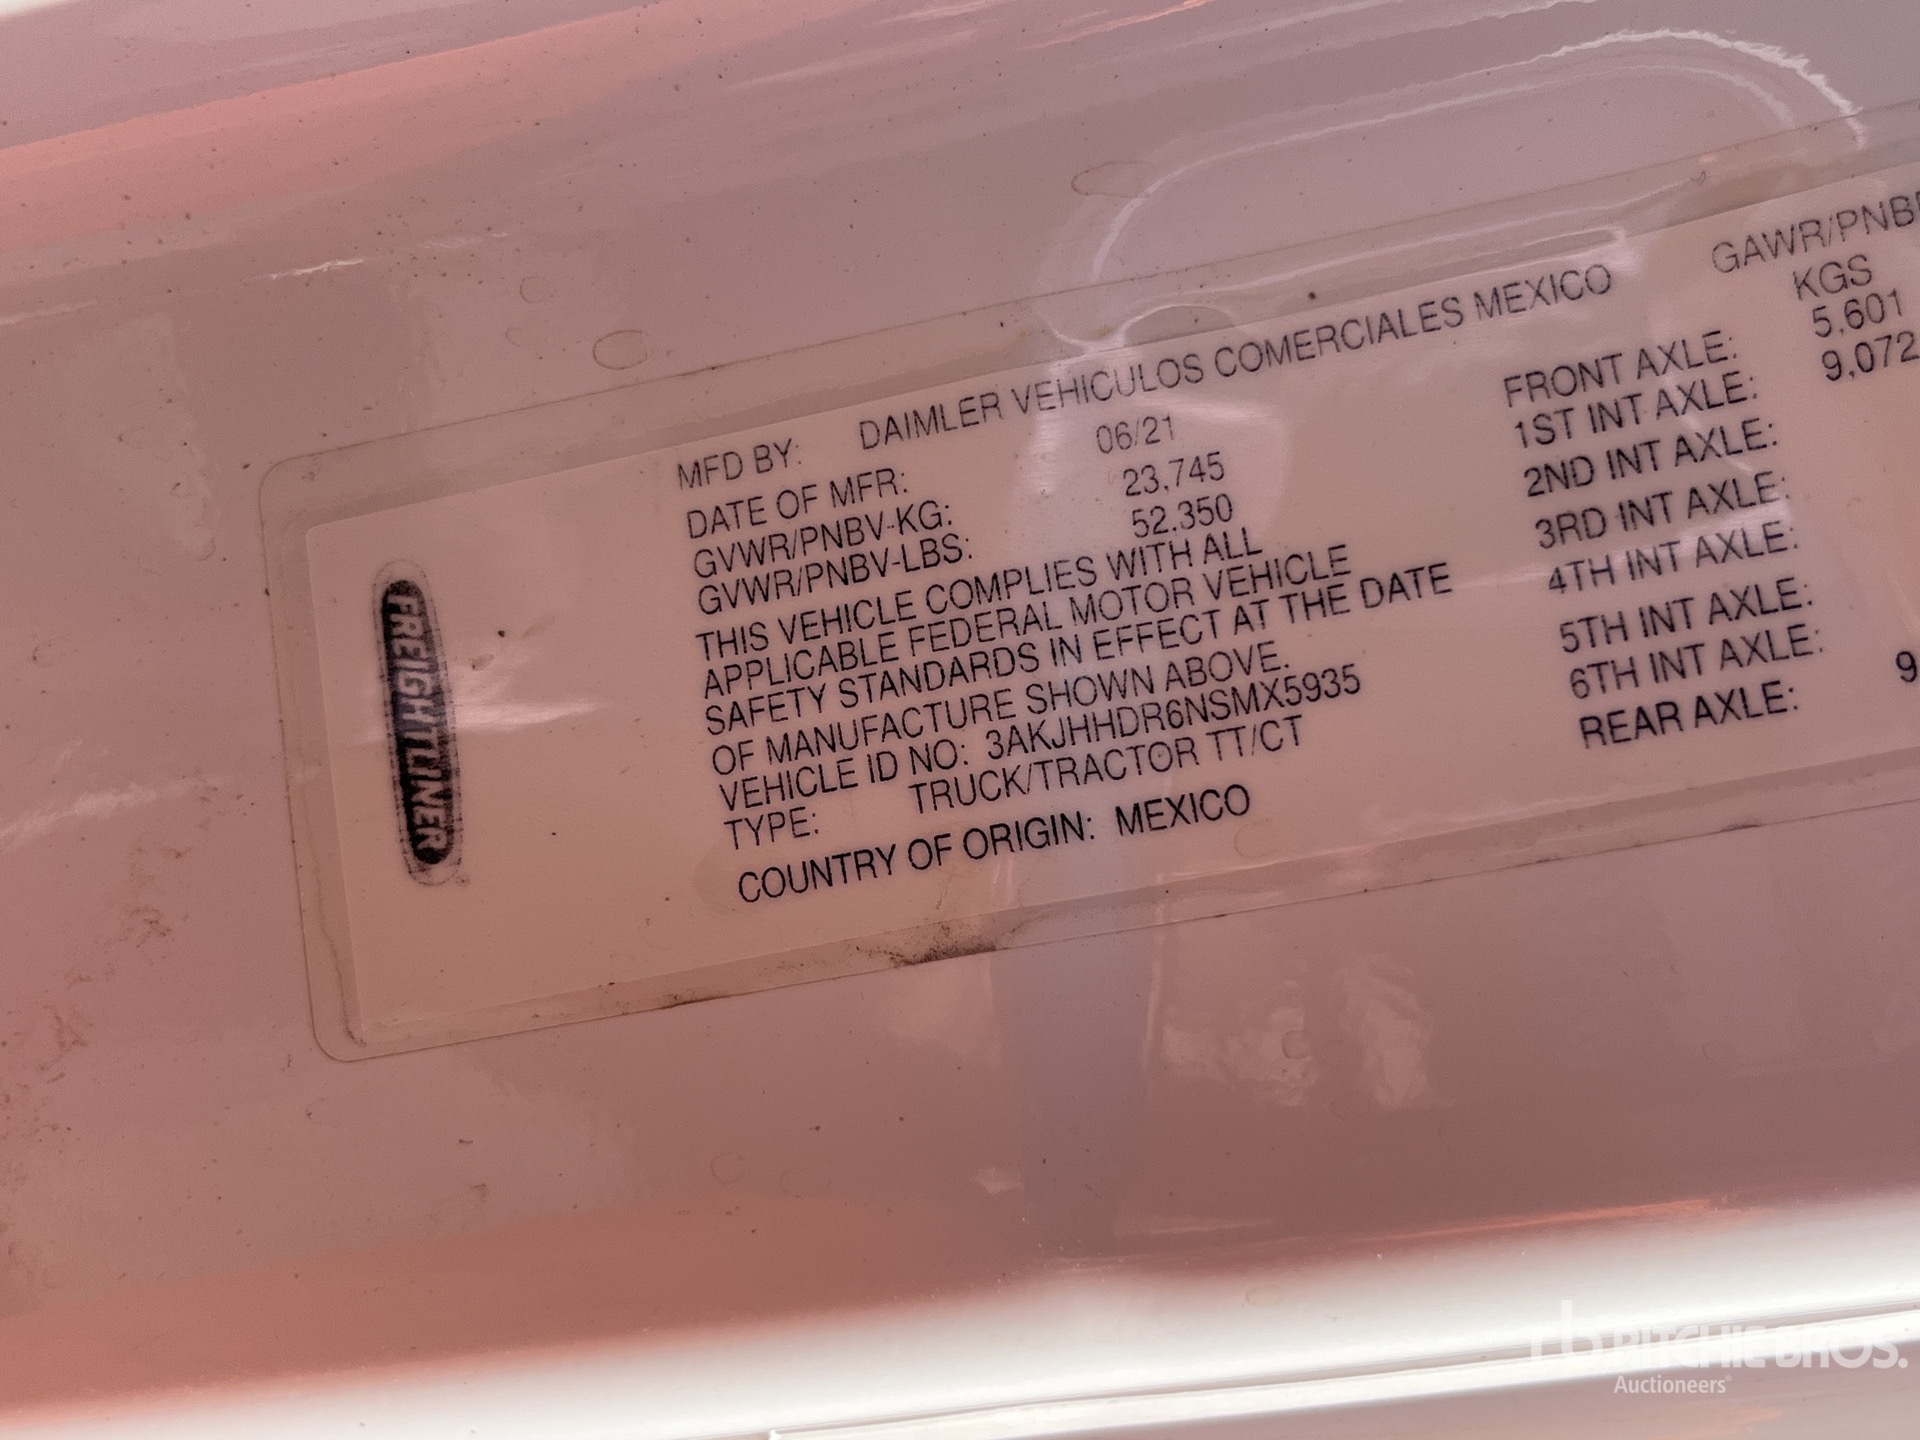 FREIGHTLINER
MFD BY: DAIMLER VEHICULOS COMERCIALES MEXICO
DATE OF MFR: 06/21
GVWR/PNBV-KG: 23,745
GVWR/PNBV-LBS: 52,350
THIS VEHICLE COMPLIES WITH ALL
APPLICABLE FEDERAL MOTOR VEHICLE
SAFETY STANDARDS IN EFFECT AT THE DATE
OF MANUFACTURE SHOWN ABOVE.
VEHICLE ID NO: 3AKJHHDR6NSMX5935
TYPE: TRUCK/TRACTOR TT/CT
COUNTRY OF ORIGIN: MEXICO
KGS
FRONT AXLE: 5,601
1ST INT AXLE: 9,072
2ND INT AXLE:
3RD INT AXLE:
4TH INT AXLE:
5TH INT AXLE:
6TH INT AXLE:
REAR AXLE:
rb RITCHIE BROS.
Auctioneers